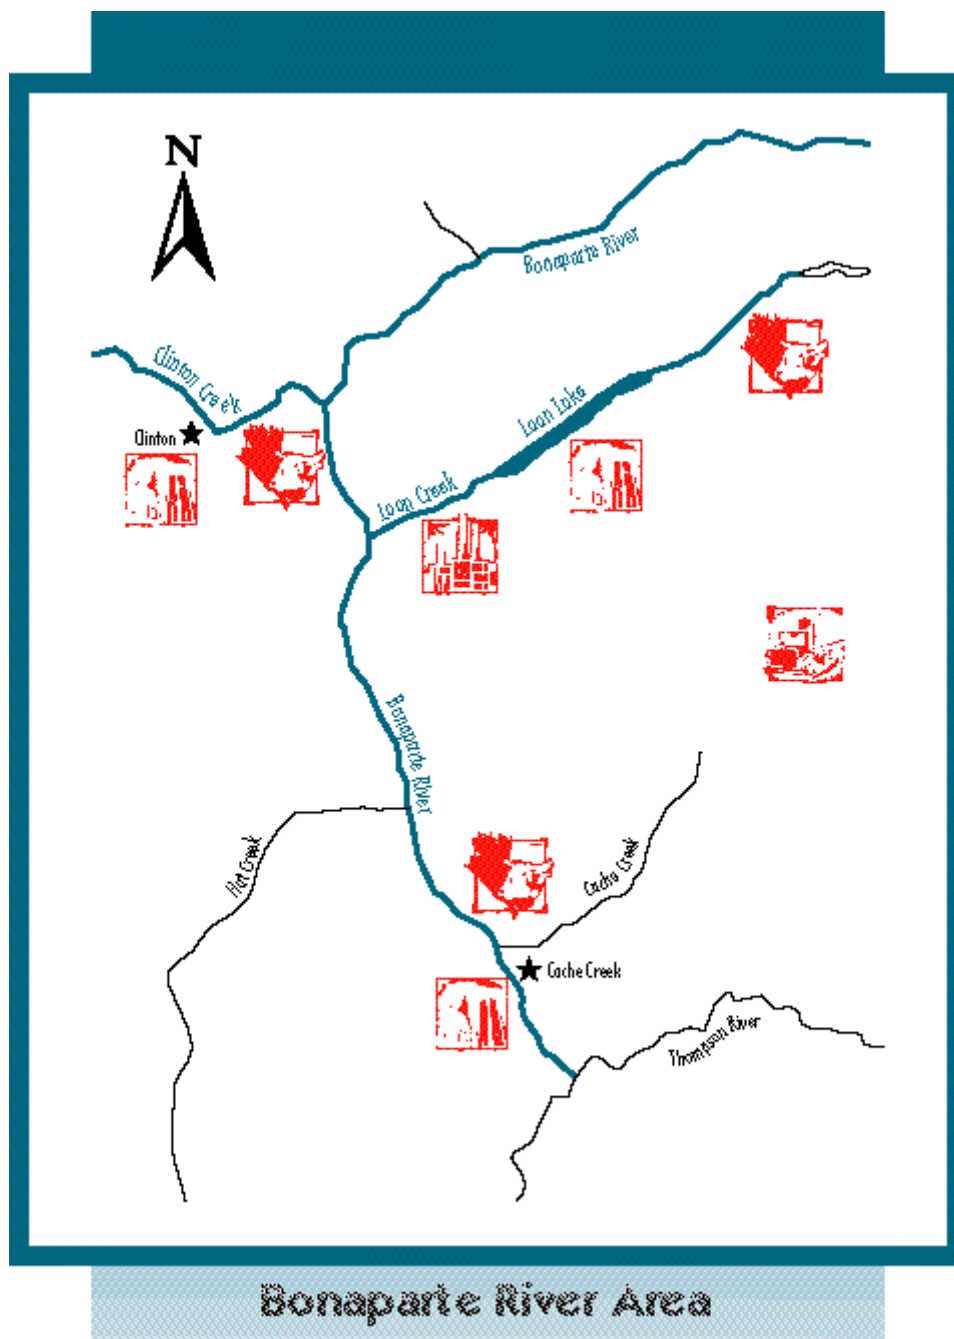 N
Bonaparte River
Clinton Creek
Loon Lake
Clinton
Loon Creek
Bonaparte River
Hat Creek
Cache Creek
Cache Creek
Thompson River
Bonaparte River Area